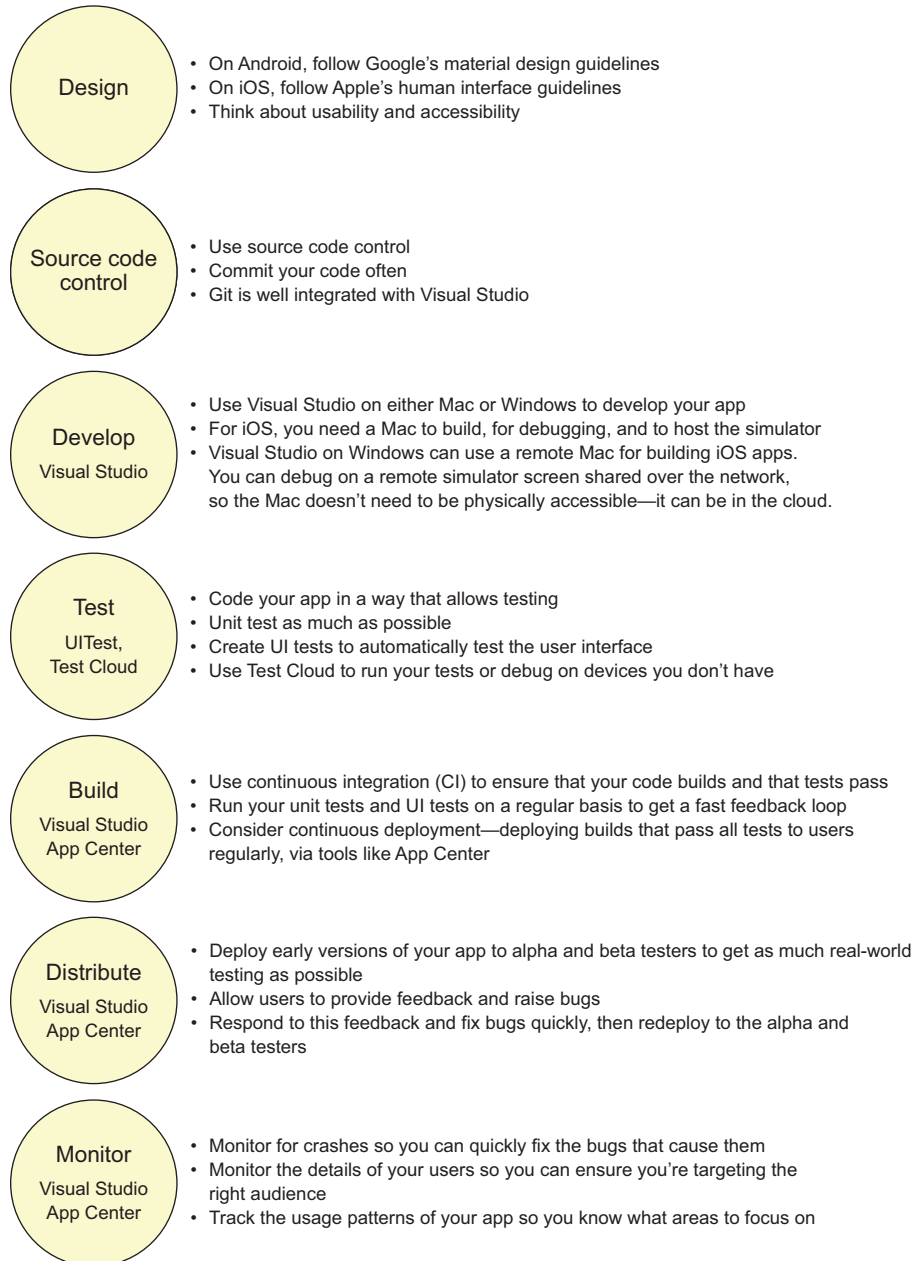 Design
• On Android, follow Google’s material design guidelines
• On iOS, follow Apple’s human interface guidelines
• Think about usability and accessibility
Source code
control
• Use source code control
• Commit your code often
• Git is well integrated with Visual Studio
Develop
Visual Studio
• Use Visual Studio on either Mac or Windows to develop your app
• For iOS, you need a Mac to build, for debugging, and to host the simulator
• Visual Studio on Windows can use a remote Mac for building iOS apps.
You can debug on a remote simulator screen shared over the network,
so the Mac doesn’t need to be physically accessible—it can be in the cloud.
Test
UITest,
Test Cloud
• Code your app in a way that allows testing
• Unit test as much as possible
• Create UI tests to automatically test the user interface
• Use Test Cloud to run your tests or debug on devices you don’t have
Build
Visual Studio
App Center
• Use continuous integration (CI) to ensure that your code builds and that tests pass
• Run your unit tests and UI tests on a regular basis to get a fast feedback loop
• Consider continuous deployment—deploying builds that pass all tests to users
regularly, via tools like App Center
Distribute
Visual Studio
App Center
• Deploy early versions of your app to alpha and beta testers to get as much real-world
testing as possible
• Allow users to provide feedback and raise bugs
• Respond to this feedback and fix bugs quickly, then redeploy to the alpha and
beta testers
Monitor
Visual Studio
App Center
• Monitor for crashes so you can quickly fix the bugs that cause them
• Monitor the details of your users so you can ensure you’re targeting the
right audience
• Track the usage patterns of your app so you know what areas to focus on